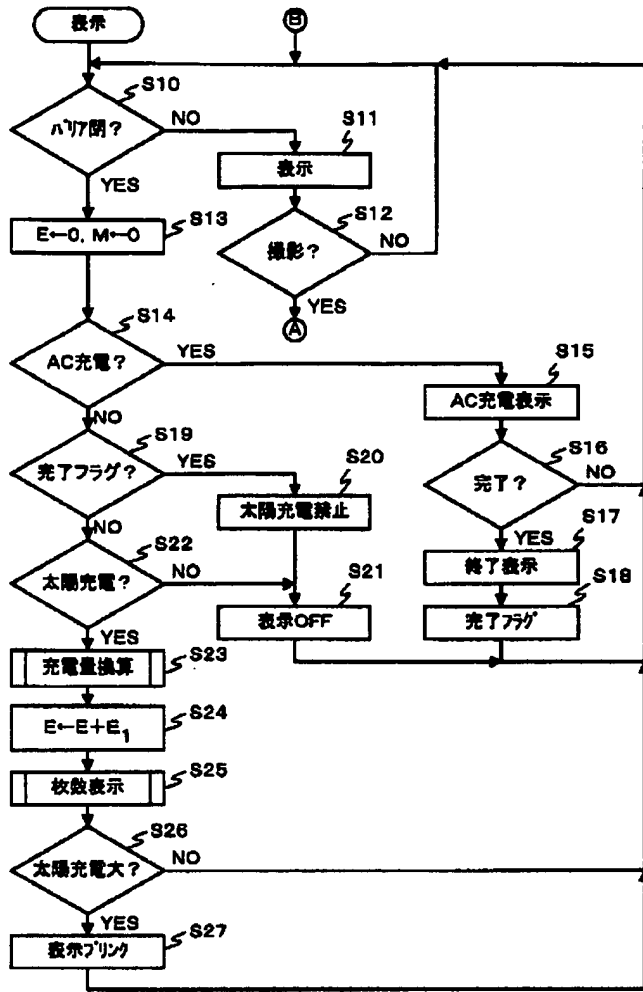 表示
B
S10
バリア閉?
NO
YES
S11
表示
S12
撮影?
NO
YES
A
S13
E←0, M←0
S14
AC充電?
YES
NO
S15
AC充電表示
S16
完了?
NO
YES
S17
終了表示
S18
完了フラグ
S19
完了フラグ?
YES
NO
S20
太陽充電禁止
S21
表示OFF
S22
太陽充電?
NO
YES
S23
充電量換算
S24
E←E+E₁
S25
枚数表示
S26
太陽充電大?
NO
YES
S27
表示ブリンク